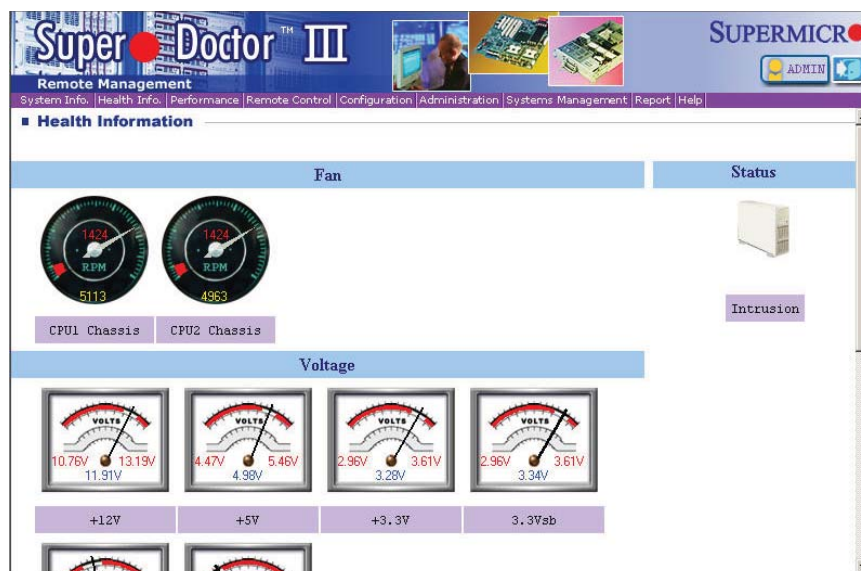 Super Doctor™ III
SUPERMICR
ADMIN
Remote Management
System Info. Health Info. Performance Remote Control Configuration Administration Systems Management Report Help
Health Information
Fan
Status
1424 1424
RPM RPM
5113 4963
CPU1 Chassis CPU2 Chassis
Intrusion
Voltage
VOLTS VOLTS VOLTS VOLTS
10.76V 13.19V 4.47V 5.46V 2.96V 3.61V 2.96V 3.61V
11.91V 4.98V 3.28V 3.34V
+12V +5V +3.3V 3.3Vsb